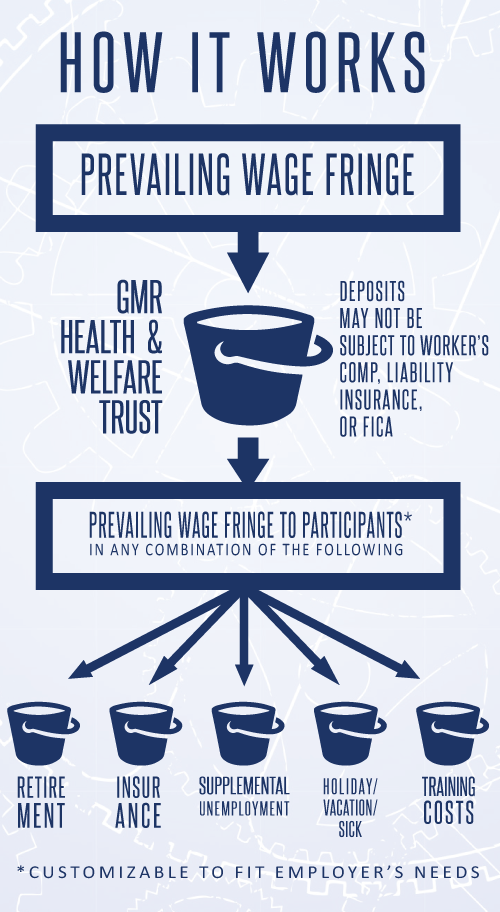 HOW IT WORKS
PREVAILING WAGE FRINGE
GMR
HEALTH &
WELFARE
TRUST
DEPOSITS
MAY NOT BE
SUBJECT TO WORKER'S
COMP, LIABILITY
INSURANCE,
OR FICA
PREVAILING WAGE FRINGE TO PARTICIPANTS*
IN ANY COMBINATION OF THE FOLLOWING
RETIRE
MENT
INSUR
ANCE
SUPPLEMENTAL
UNEMPLOYMENT
HOLIDAY/
VACATION/
SICK
TRAINING
COSTS
*CUSTOMIZABLE TO FIT EMPLOYER'S NEEDS